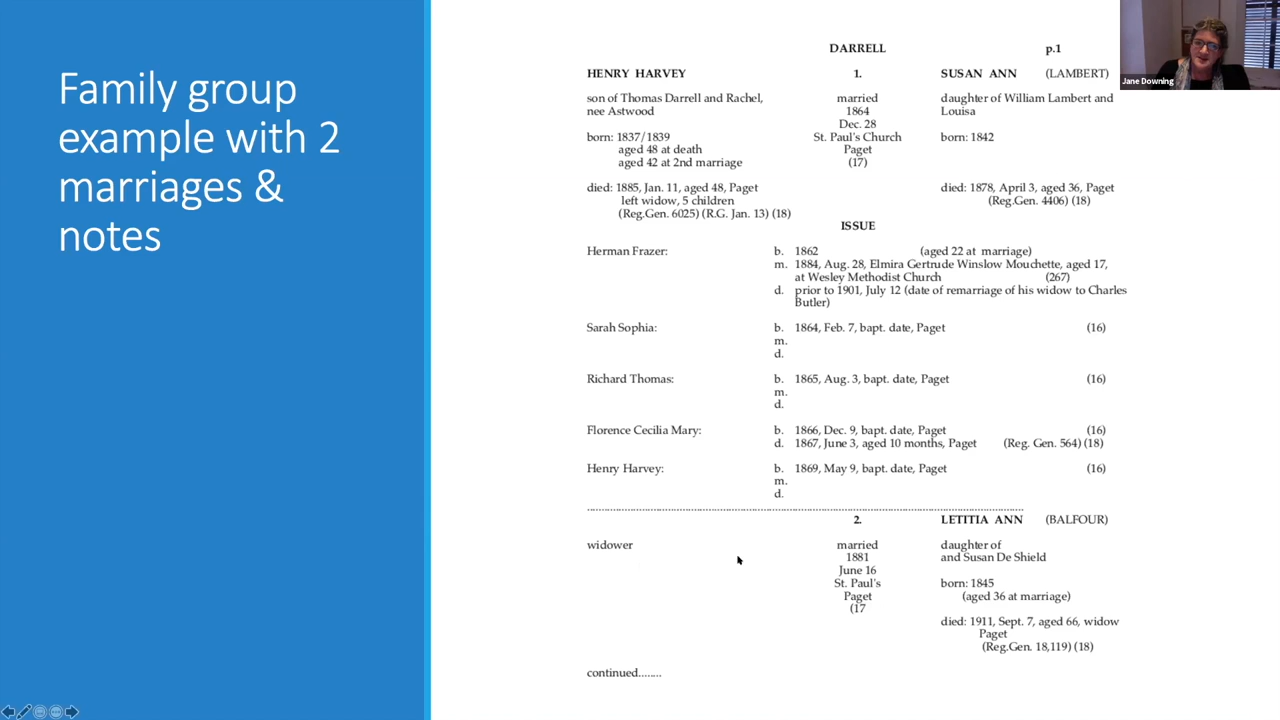 Family group
example with 2
marriages &
notes
DARRELL p.1
HENRY HARVEY 1. SUSAN ANN (LAMBERT)
son of Thomas Darrell and Rachel, married daughter of William Lambert and
nee Astwood 1864 Louisa
Dec. 28
born: 1837/1839 St. Paul's Church born: 1842
aged 48 at death Paget
aged 42 at 2nd marriage (17)
died: 1885, Jan. 11, aged 48, Paget died: 1878, April 3, aged 36, Paget
left widow, 5 children (Reg.Gen. 4406) (18)
(Reg.Gen. 6025) (R.G. Jan. 13) (18)
ISSUE
Herman Frazer: b. 1862 (aged 22 at marriage)
m. 1884, Aug. 28, Elmira Gertrude Winslow Mouchette, aged 17,
at Wesley Methodist Church (267)
d. prior to 1901, July 12 (date of remarriage of his widow to Charles
Butler)
Sarah Sophia: b. 1864, Feb. 7, bapt. date, Paget (16)
m.
d.
Richard Thomas: b. 1865, Aug. 3, bapt. date, Paget (16)
m.
d.
Florence Cecilia Mary: b. 1866, Dec. 9, bapt. date, Paget (16)
d. 1867, June 3, aged 10 months, Paget (Reg. Gen. 564) (18)
Henry Harvey: b. 1869, May 9, bapt. date, Paget (16)
m.
d.
2. LETITIA ANN (BALFOUR)
widower married daughter of
1881 and Susan De Shield
June 16
St. Paul's born: 1845
Paget (aged 36 at marriage)
(17
died: 1911, Sept. 7, aged 66, widow
Paget
(Reg.Gen. 18,119) (18)
continued........
Jane Downing